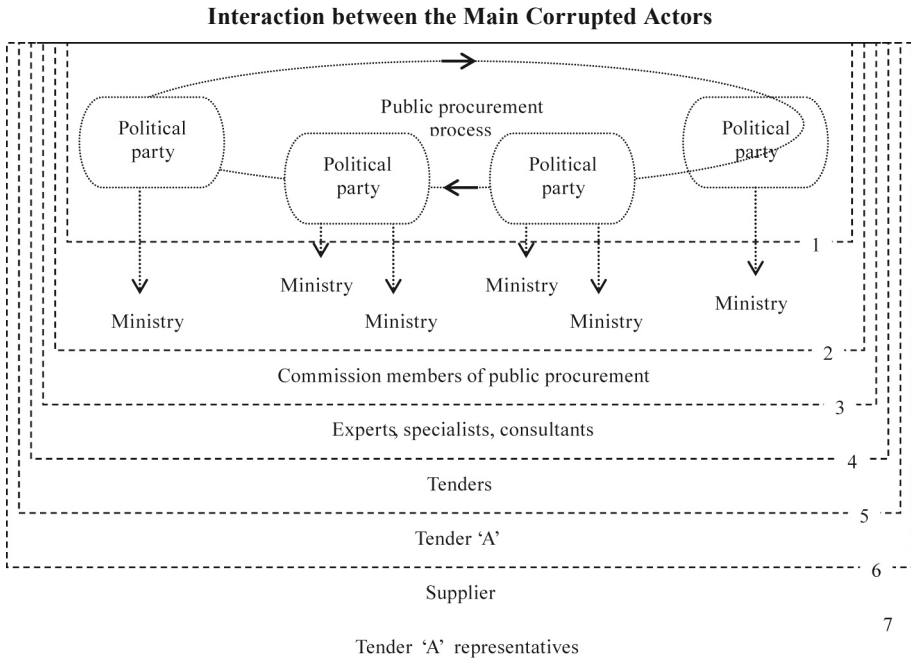 Interaction between the Main Corrupted Actors
Public procurement
process
Political
party
Political
party
Political
party
Political
party
1
Ministry
Ministry
Ministry
Ministry
Ministry
Ministry
2
Commission members of public procurement
3
Experts, specialists, consultants
4
Tenders
5
Tender ‘A’
6
Supplier
7
Tender ‘A’ representatives